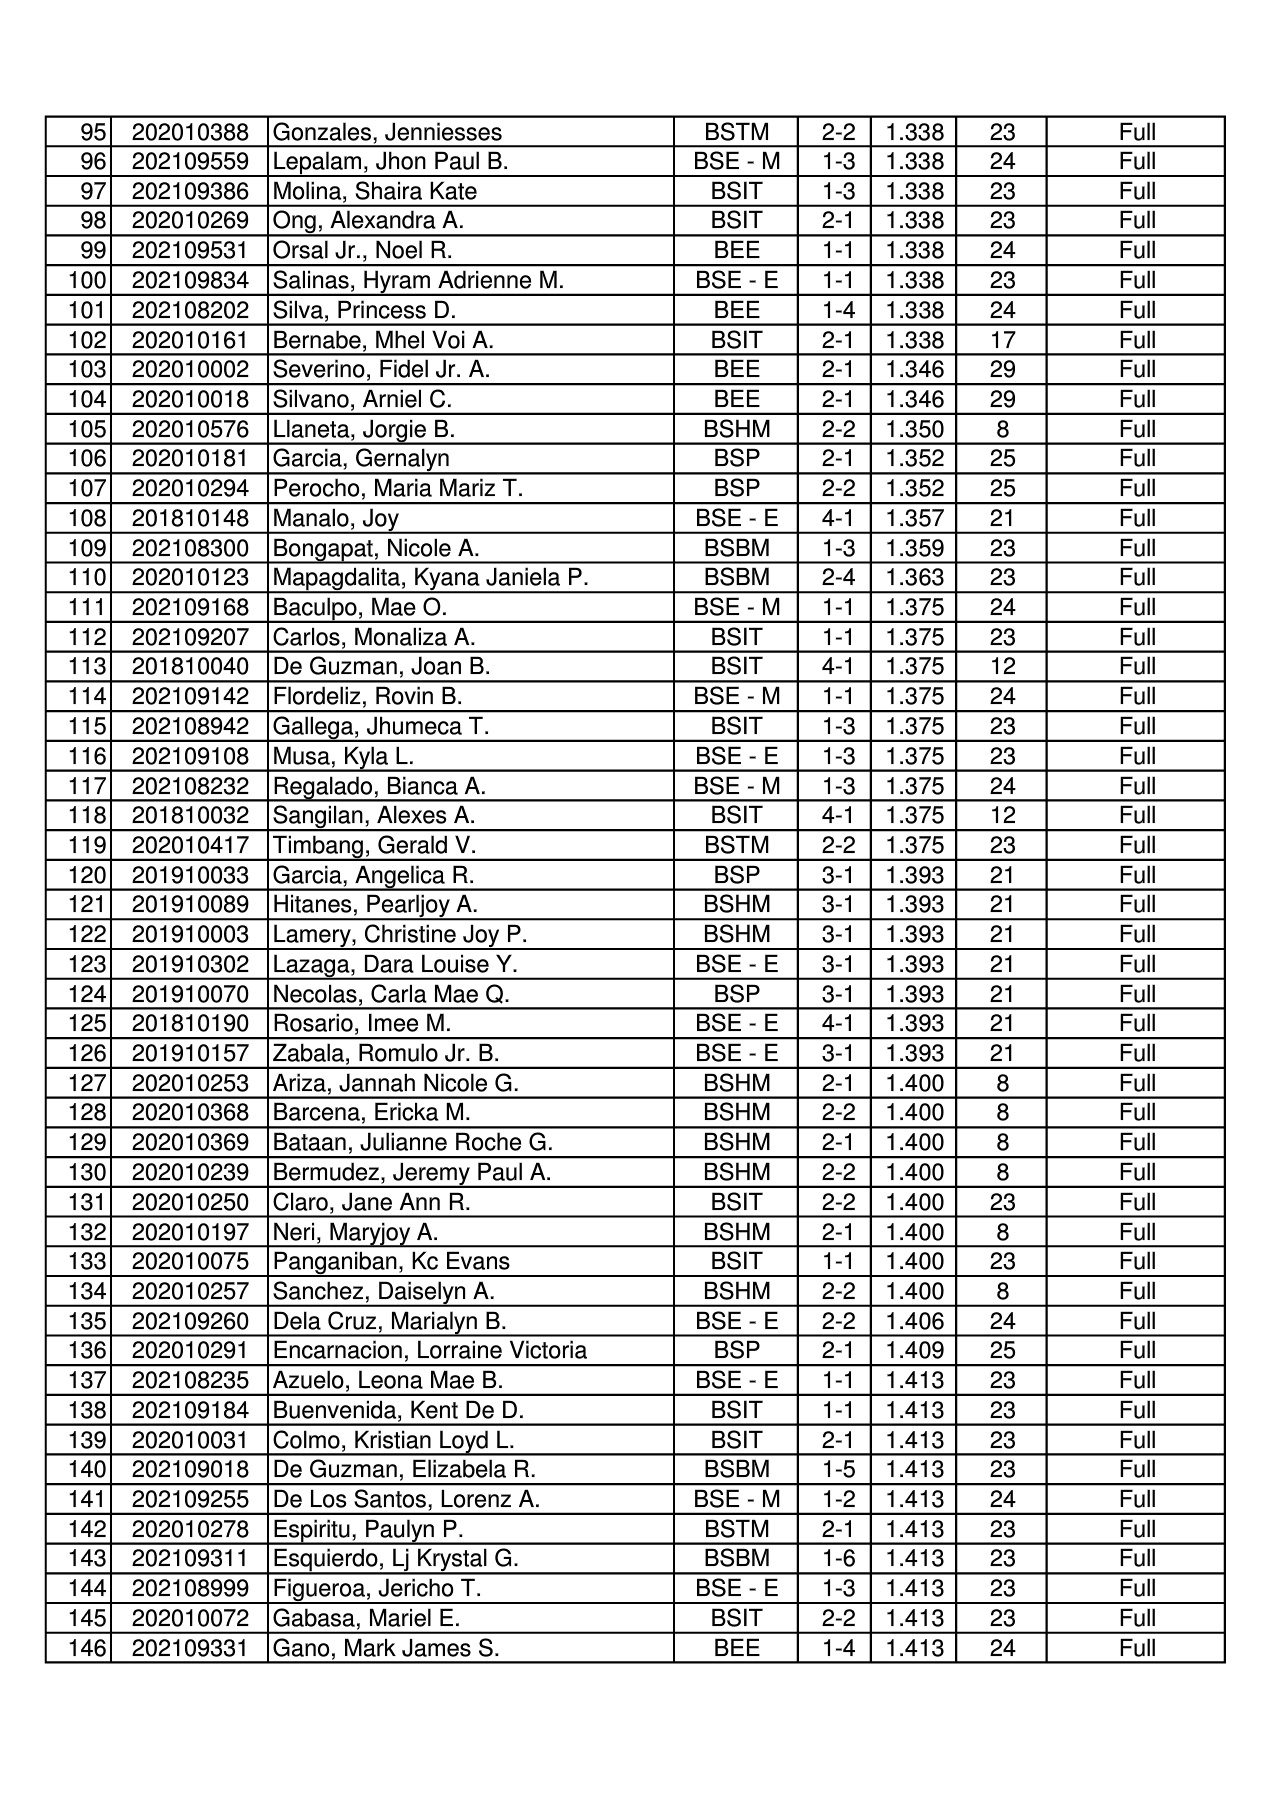 95 202010388 Gonzales, Jenniesses BSTM 2-2 1.338 23 Full
96 202109559 Lepalam, Jhon Paul B. BSE - M 1-3 1.338 24 Full
97 202109386 Molina, Shaira Kate BSIT 1-3 1.338 23 Full
98 202010269 Ong, Alexandra A. BSIT 2-1 1.338 23 Full
99 202109531 Orsal Jr., Noel R. BEE 1-1 1.338 24 Full
100 202109834 Salinas, Hyram Adrienne M. BSE - E 1-1 1.338 23 Full
101 202108202 Silva, Princess D. BEE 1-4 1.338 24 Full
102 202010161 Bernabe, Mhel Voi A. BSIT 2-1 1.338 17 Full
103 202010002 Severino, Fidel Jr. A. BEE 2-1 1.346 29 Full
104 202010018 Silvano, Arniel C. BEE 2-1 1.346 29 Full
105 202010576 Llaneta, Jorgie B. BSHM 2-2 1.350 8 Full
106 202010181 Garcia, Gernalyn BSP 2-1 1.352 25 Full
107 202010294 Perocho, Maria Mariz T. BSP 2-2 1.352 25 Full
108 201810148 Manalo, Joy BSE - E 4-1 1.357 21 Full
109 202108300 Bongapat, Nicole A. BSBM 1-3 1.359 23 Full
110 202010123 Mapagdalita, Kyana Janiela P. BSBM 2-4 1.363 23 Full
111 202109168 Baculpo, Mae O. BSE - M 1-1 1.375 24 Full
112 202109207 Carlos, Monaliza A. BSIT 1-1 1.375 23 Full
113 201810040 De Guzman, Joan B. BSIT 4-1 1.375 12 Full
114 202109142 Flordeliz, Rovin B. BSE - M 1-1 1.375 24 Full
115 202108942 Gallega, Jhumeca T. BSIT 1-3 1.375 23 Full
116 202109108 Musa, Kyla L. BSE - E 1-3 1.375 23 Full
117 202108232 Regalado, Bianca A. BSE - M 1-3 1.375 24 Full
118 201810032 Sangilan, Alexes A. BSIT 4-1 1.375 12 Full
119 202010417 Timbang, Gerald V. BSTM 2-2 1.375 23 Full
120 201910033 Garcia, Angelica R. BSP 3-1 1.393 21 Full
121 201910089 Hitanes, Pearljoy A. BSHM 3-1 1.393 21 Full
122 201910003 Lamery, Christine Joy P. BSHM 3-1 1.393 21 Full
123 201910302 Lazaga, Dara Louise Y. BSE - E 3-1 1.393 21 Full
124 201910070 Necolas, Carla Mae Q. BSP 3-1 1.393 21 Full
125 201810190 Rosario, Imee M. BSE - E 4-1 1.393 21 Full
126 201910157 Zabala, Romulo Jr. B. BSE - E 3-1 1.393 21 Full
127 202010253 Ariza, Jannah Nicole G. BSHM 2-1 1.400 8 Full
128 202010368 Barcena, Ericka M. BSHM 2-2 1.400 8 Full
129 202010369 Bataan, Julianne Roche G. BSHM 2-1 1.400 8 Full
130 202010239 Bermudez, Jeremy Paul A. BSHM 2-2 1.400 8 Full
131 202010250 Claro, Jane Ann R. BSIT 2-2 1.400 23 Full
132 202010197 Neri, Maryjoy A. BSHM 2-1 1.400 8 Full
133 202010075 Panganiban, Kc Evans BSIT 1-1 1.400 23 Full
134 202010257 Sanchez, Daiselyn A. BSHM 2-2 1.400 8 Full
135 202109260 Dela Cruz, Marialyn B. BSE - E 2-2 1.406 24 Full
136 202010291 Encarnacion, Lorraine Victoria BSP 2-1 1.409 25 Full
137 202108235 Azuelo, Leona Mae B. BSE - E 1-1 1.413 23 Full
138 202109184 Buenvenida, Kent De D. BSIT 1-1 1.413 23 Full
139 202010031 Colmo, Kristian Loyd L. BSIT 2-1 1.413 23 Full
140 202109018 De Guzman, Elizabela R. BSBM 1-5 1.413 23 Full
141 202109255 De Los Santos, Lorenz A. BSE - M 1-2 1.413 24 Full
142 202010278 Espiritu, Paulyn P. BSTM 2-1 1.413 23 Full
143 202109311 Esquierdo, Lj Krystal G. BSBM 1-6 1.413 23 Full
144 202108999 Figueroa, Jericho T. BSE - E 1-3 1.413 23 Full
145 202010072 Gabasa, Mariel E. BSIT 2-2 1.413 23 Full
146 202109331 Gano, Mark James S. BEE 1-4 1.413 24 Full